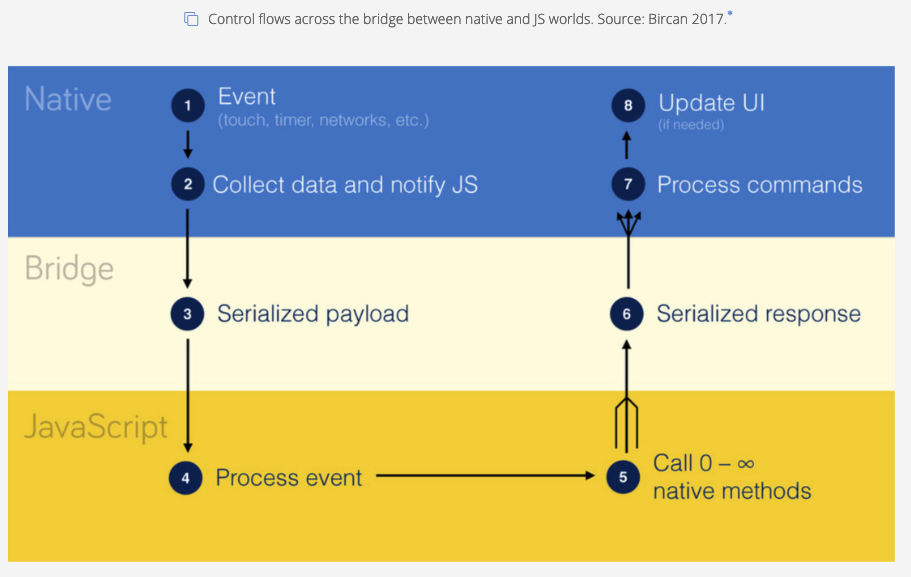 Control flows across the bridge between native and JS worlds. Source: Bircan 2017.*
Native
1 Event
(touch, timer, networks, etc.)
2 Collect data and notify JS
8 Update UI
(if needed)
7 Process commands
Bridge
3 Serialized payload
6 Serialized response
JavaScript
4 Process event
5 Call 0 – ∞
native methods